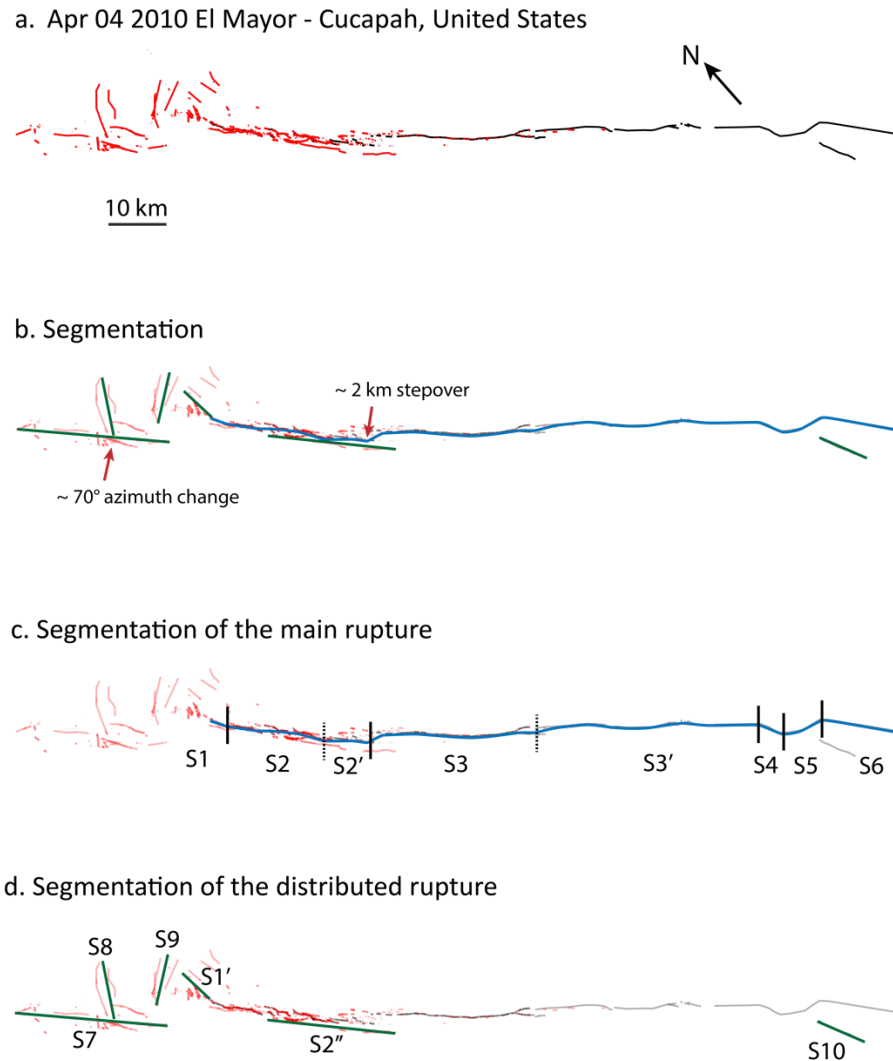 a. Apr 04 2010 El Mayor - Cucapah, United States
N
10 km
b. Segmentation
~ 2 km stepover
~ 70° azimuth change
c. Segmentation of the main rupture
S1 S2 S2′ S3 S3′ S4 S5 S6
d. Segmentation of the distributed rupture
S8 S9
S1′
S7 S2″ S10